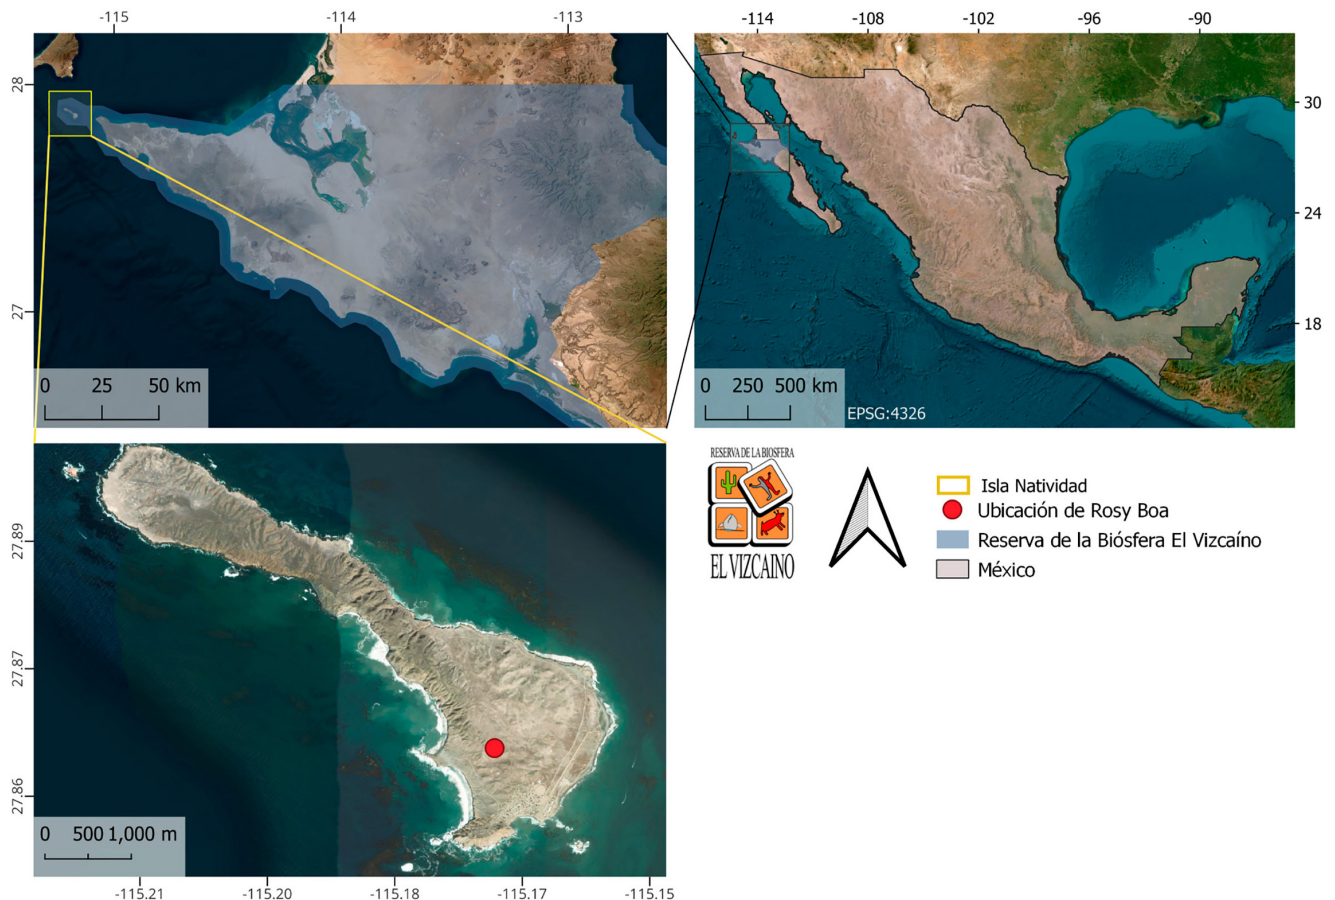 -115 -114 -113
28
27
0 25 50 km
-114 -108 -102 -96 -90
30
24
18
0 250 500 km
EPSG:4326
27.89
27.87
27.86
0 500 1,000 m
-115.21 -115.20 -115.18 -115.17 -115.15
RESERVA DE LA BIOSFERA
EL VIZCAINO
Isla Natividad
Ubicación de Rosy Boa
Reserva de la Biósfera El Vizcaíno
México